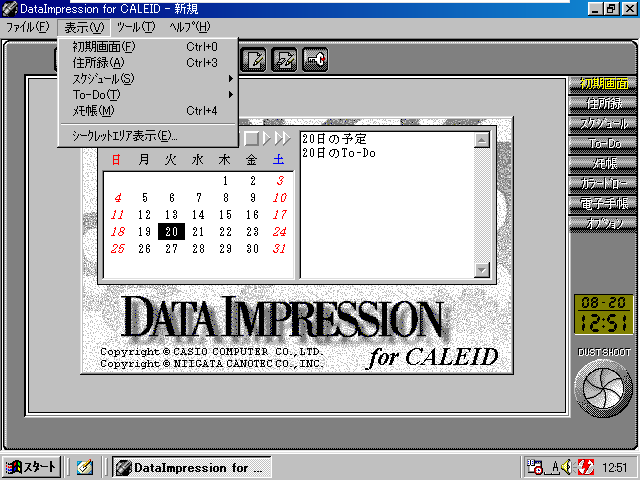 DataImpression for CALEID - 新規
ﾌｧｲﾙ(F) 表示(V) ﾂｰﾙ(T) ﾍﾙﾌﾟ(H)
初期画面(F) Ctrl+0
住所録(A) Ctrl+3
ｽｹｼﾞｭｰﾙ(S)
To-Do(T)
ﾒﾓ帳(M) Ctrl+4
ｼｰｸﾚｯﾄｴﾘｱ表示(E)...
日 月 火 水 木 金 土
1 2 3
4 5 6 7 8 9 10
11 12 13 14 15 16 17
18 19 20 21 22 23 24
25 26 27 28 29 30 31
20日の予定
20日のTo-Do
DATA IMPRESSION
for CALEID
Copyright © CASIO COMPUTER CO., LTD.
Copyright © NIIGATA CANOTEC CO., INC.
初期画面
住所録
ｽｹｼﾞｭｰﾙ
To-Do
ﾒﾓ帳
ｶﾗｰﾄﾞﾛｰ
電子手帳
ｵﾌﾟｼｮﾝ
08-20
12:51
DUST SHOOT
ｽﾀｰﾄ
DataImpression for ...
A
12:51